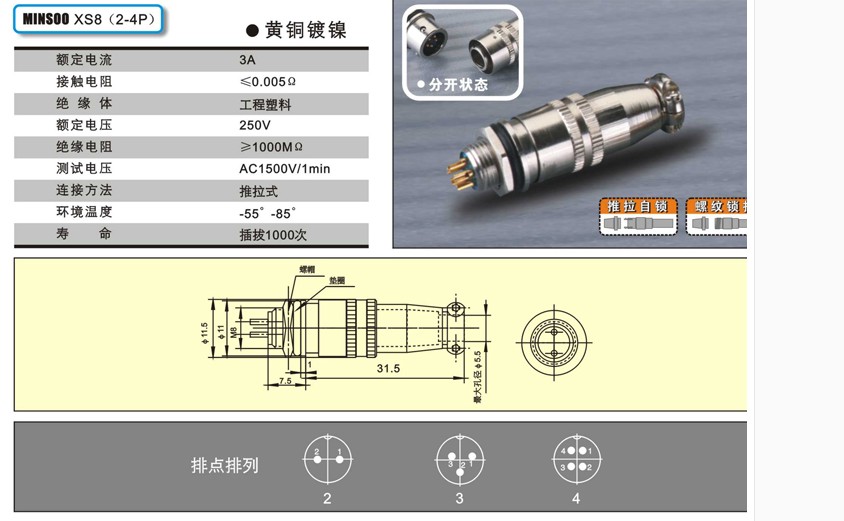 MINSOO XS8（2-4P）
●黄铜镀镍
额定电流 3A
接触电阻 ≤0.005Ω
绝缘体 工程塑料
额定电压 250V
绝缘电阻 ≥1000MΩ
测试电压 AC1500V/1min
连接方法 推拉式
环境温度 -55°-85°
寿命 插拔1000次
●分开状态
推拉自锁
螺纹锁
螺帽
垫圈
φ11.5
φ11
M8
1
7.5
31.5
最大孔径φ5.5
排点排列
2 1
3 2 1
4 1
3 2
2
3
4